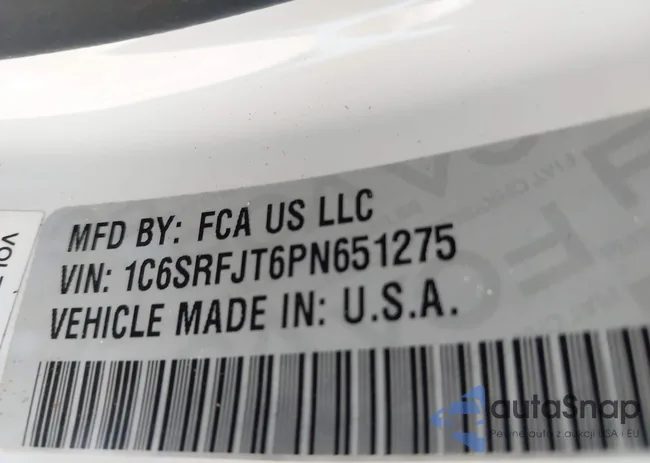 MFD BY: FCA US LLC
VIN: 1C6SRFJT6PN651275
VEHICLE MADE IN: U.S.A.
autoSnap